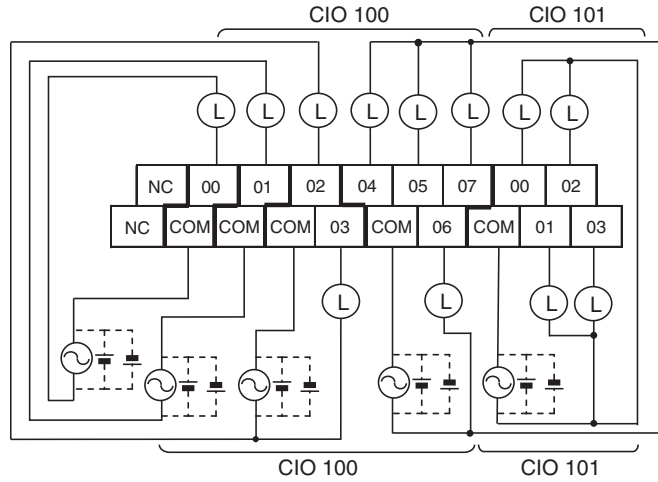 CIO 100 CIO 101
L L L L L L L L
NC 00 01 02 04 05 07 00 02
NC COM COM COM 03 COM 06 COM 01 03
L L L L
CIO 100 CIO 101